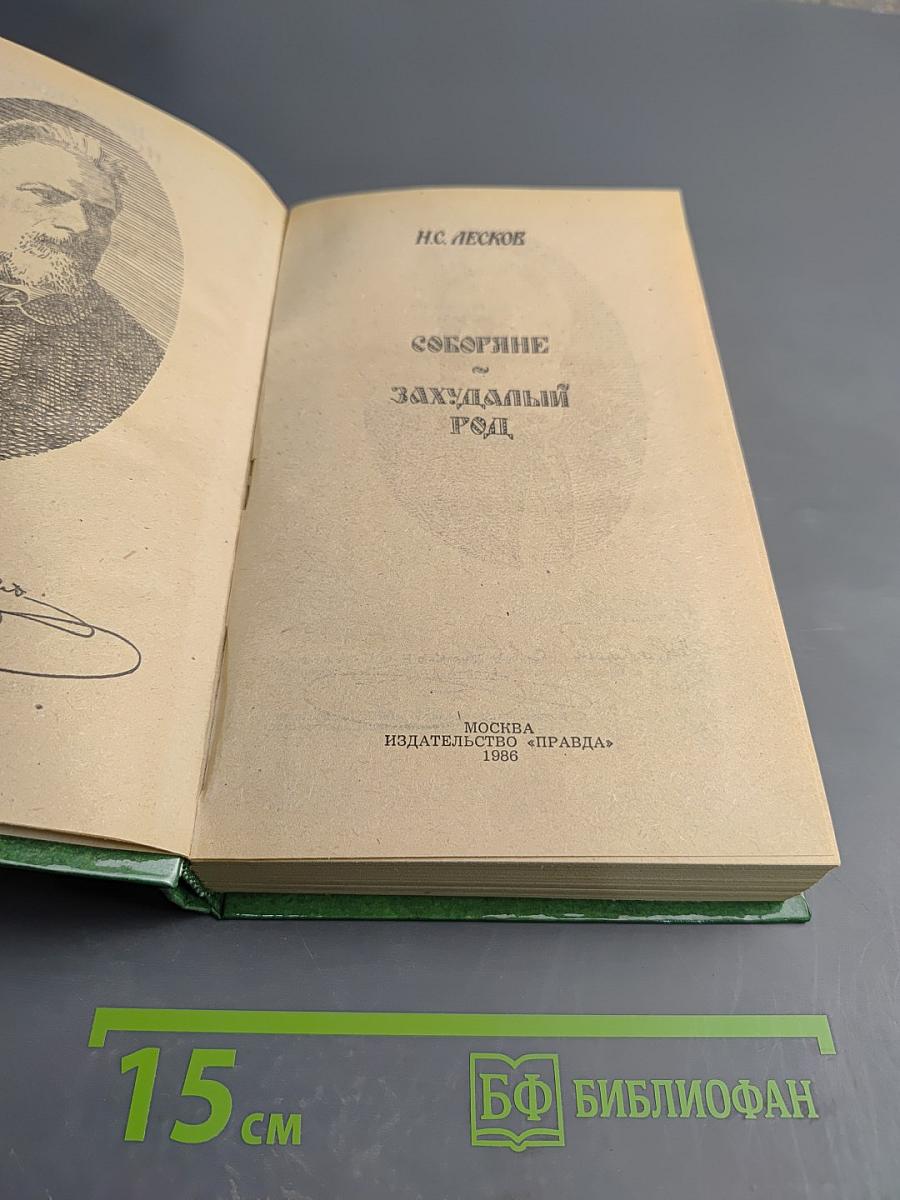 Н.С. ЛЕСКОВ
СОБОРЯНЕ
~
ЗАХУДАЛЫЙ
РОД
МОСКВА
ИЗДАТЕЛЬСТВО «ПРАВДА»
1986
15 см
БФ БИБЛИОФАН